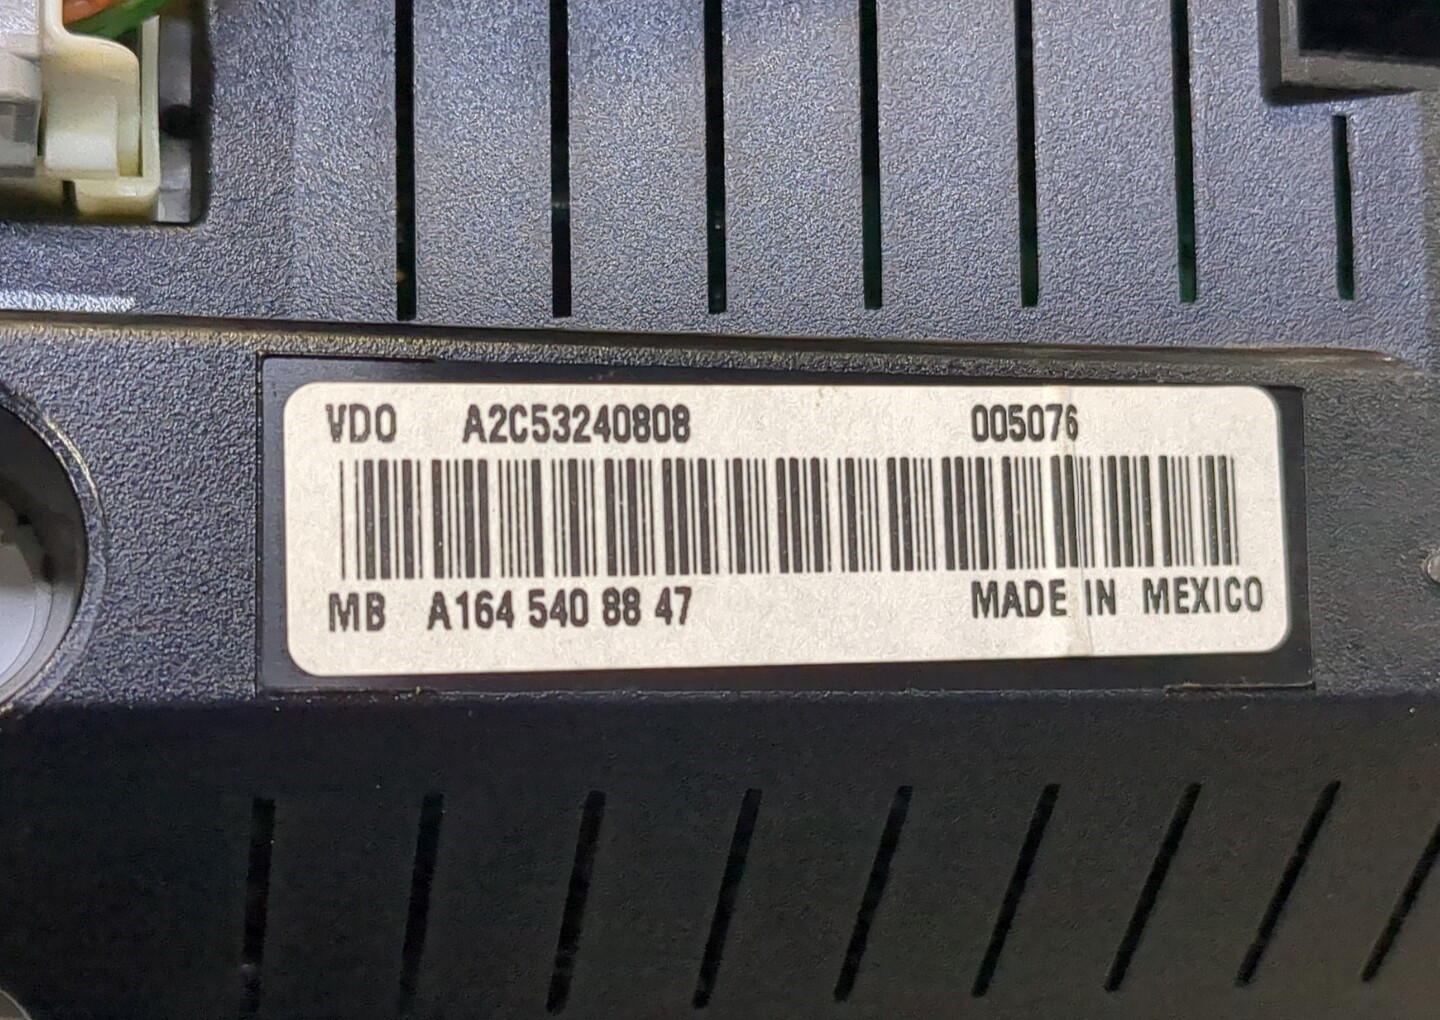 VDO A2C53240808 005076
MB A164 540 88 47 MADE IN MEXICO